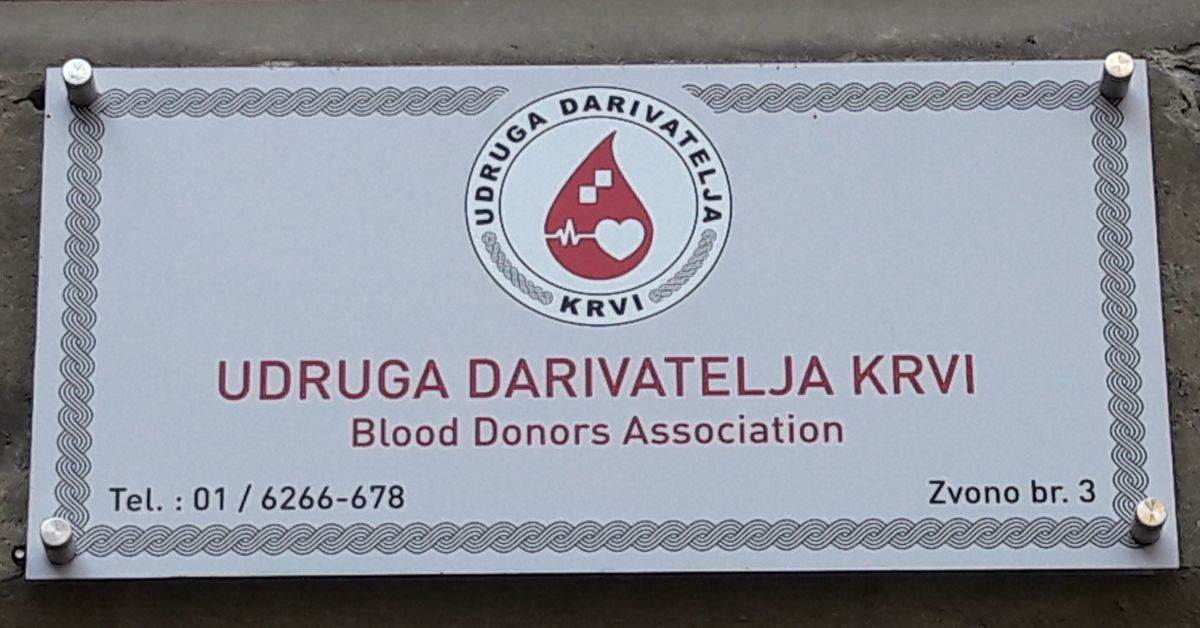 UDRUGA DARIVATELJA
KRVI
UDRUGA DARIVATELJA KRVI
Blood Donors Association
Tel. : 01 / 6266-678
Zvono br. 3